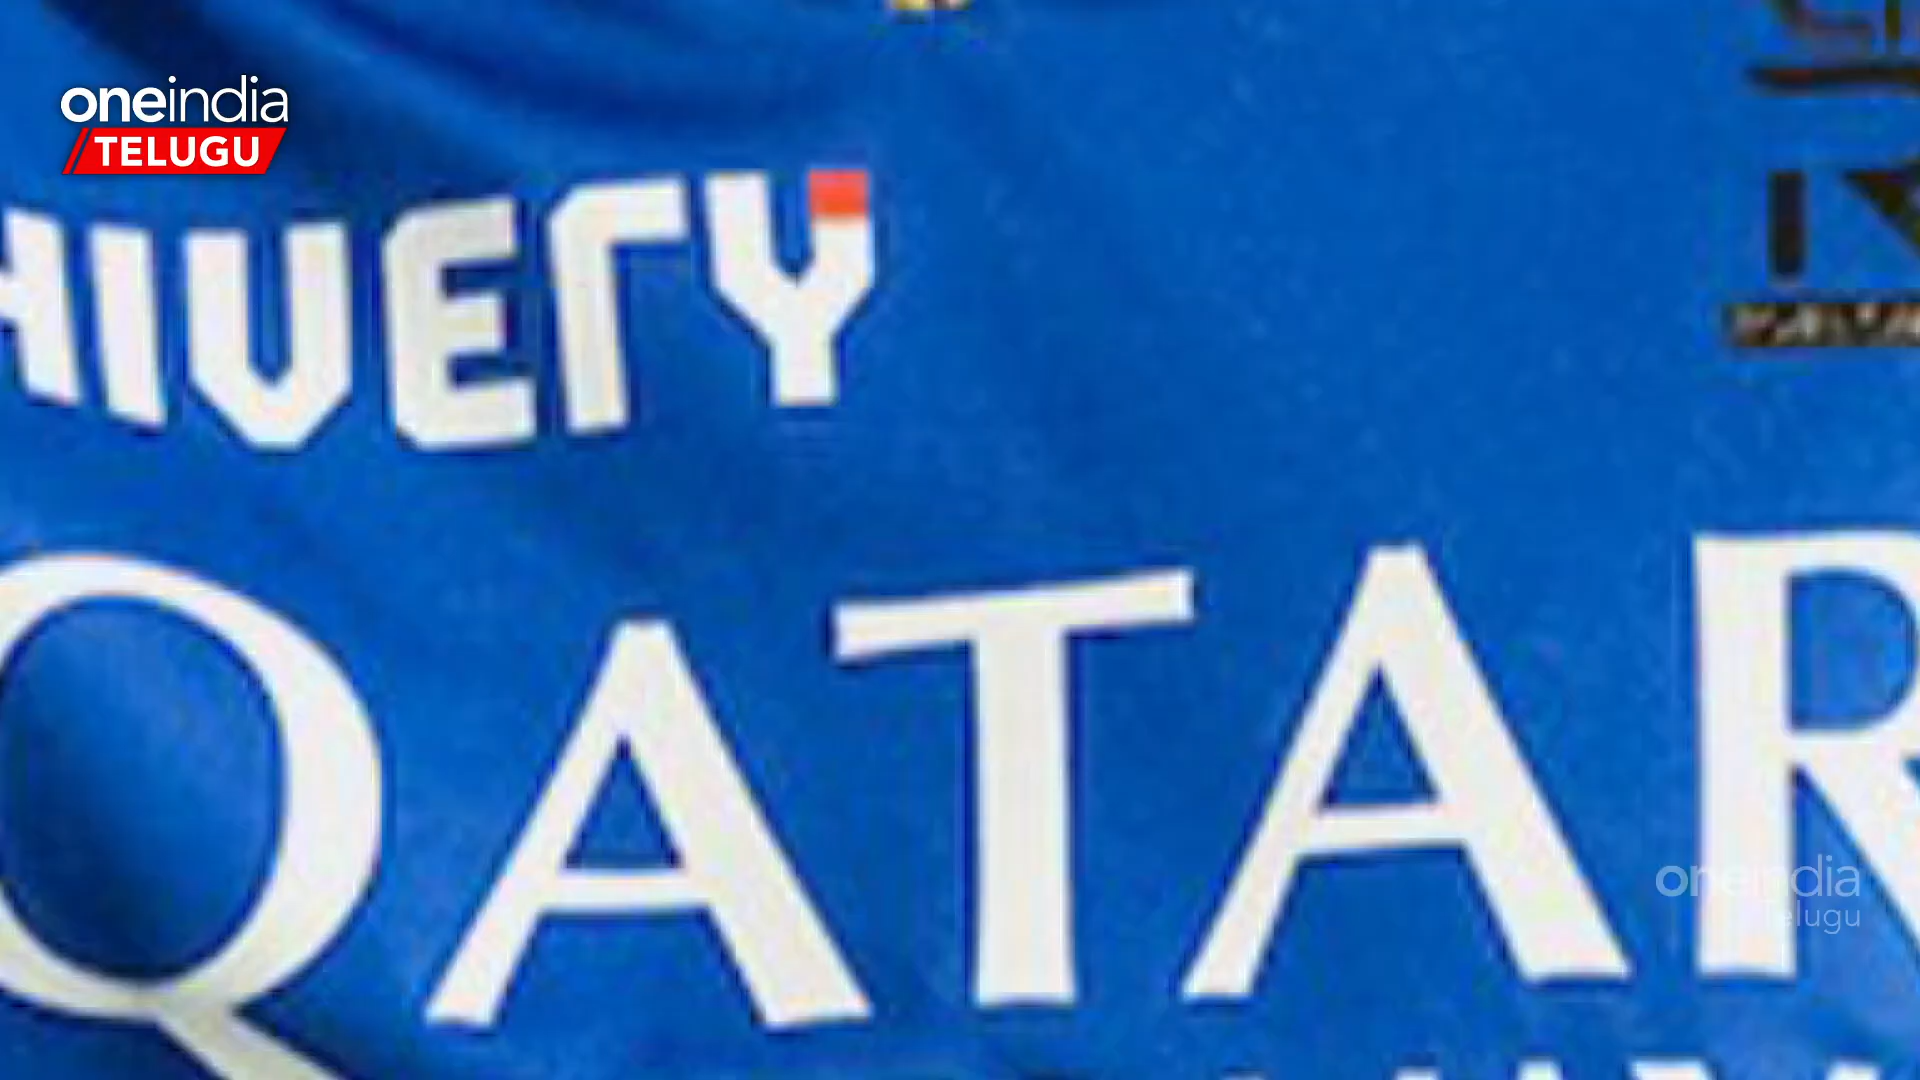 oneindia
TELUGU
HIVErY
QATAR
oneindia
Telugu